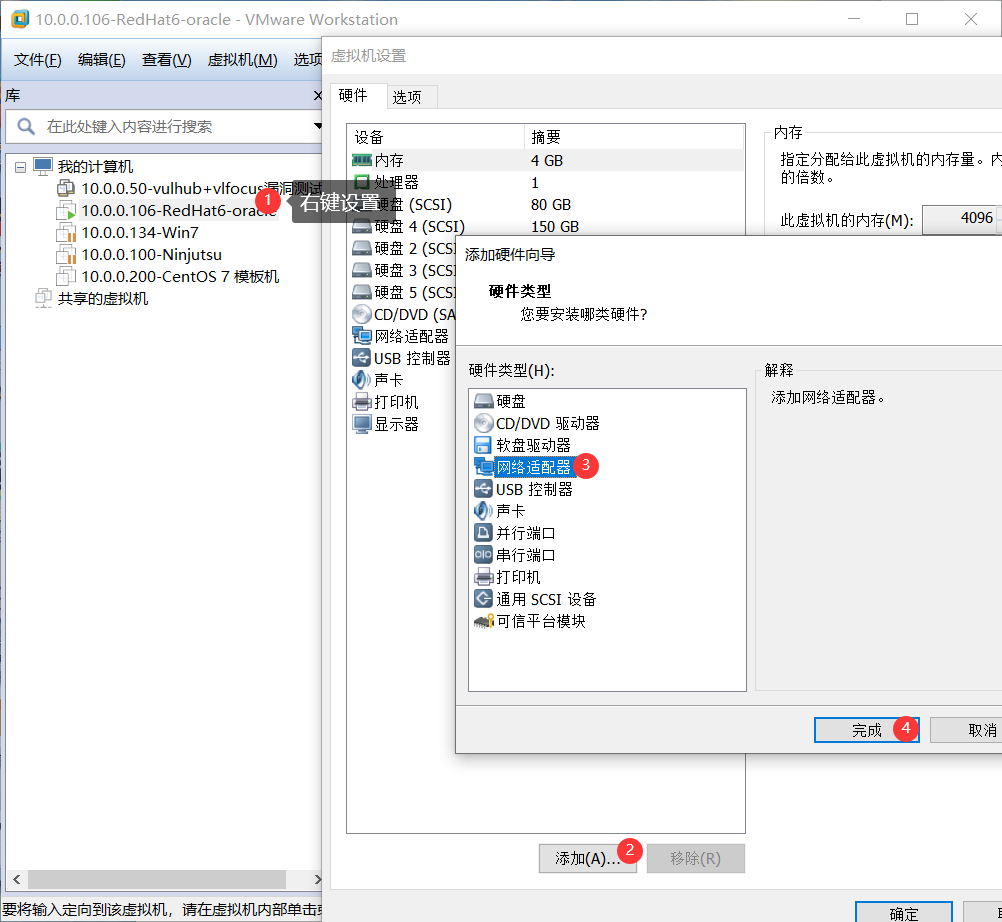 10.0.0.106-RedHat6-oracle - VMware Workstation
文件(F) 编辑(E) 查看(V) 虚拟机(M) 选项
库
在此处键入内容进行搜索
我的计算机
10.0.0.50-vulhub+vlfocus漏洞测试
10.0.0.106-RedHat6-oracle
1
右键设置
10.0.0.134-Win7
10.0.0.100-Ninjutsu
10.0.0.200-CentOS 7 模板机
共享的虚拟机
要将输入定向到该虚拟机，请在虚拟机内部单击
虚拟机设置
硬件 选项
设备 摘要
内存 4 GB
处理器 1
硬盘 (SCSI) 80 GB
硬盘 4 (SCSI) 150 GB
硬盘 2 (SCSI
硬盘 3 (SCSI
硬盘 5 (SCSI
CD/DVD (SA
网络适配器
USB 控制器
声卡
打印机
显示器
内存
指定分配给此虚拟机的内存量。内
的倍数。
此虚拟机的内存(M): 4096
添加硬件向导
硬件类型
您要安装哪类硬件?
硬件类型(H):
硬盘
CD/DVD 驱动器
软盘驱动器
网络适配器 3
USB 控制器
声卡
并行端口
串行端口
打印机
通用 SCSI 设备
可信平台模块
解释
添加网络适配器。
完成 4 取消
添加(A)... 2 移除(R)
确定